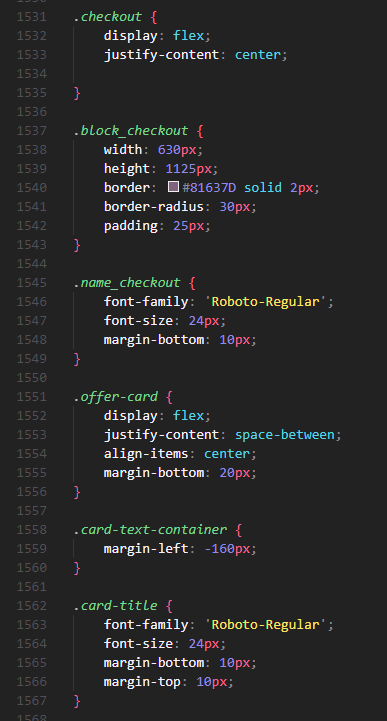 1531 .checkout {
1532     display: flex;
1533     justify-content: center;
1534
1535 }
1536
1537 .block_checkout {
1538     width: 630px;
1539     height: 1125px;
1540     border: #81637D solid 2px;
1541     border-radius: 30px;
1542     padding: 25px;
1543 }
1544
1545 .name_checkout {
1546     font-family: 'Roboto-Regular';
1547     font-size: 24px;
1548     margin-bottom: 10px;
1549 }
1550
1551 .offer-card {
1552     display: flex;
1553     justify-content: space-between;
1554     align-items: center;
1555     margin-bottom: 20px;
1556 }
1557
1558 .card-text-container {
1559     margin-left: -160px;
1560 }
1561
1562 .card-title {
1563     font-family: 'Roboto-Regular';
1564     font-size: 24px;
1565     margin-bottom: 10px;
1566     margin-top: 10px;
1567 }